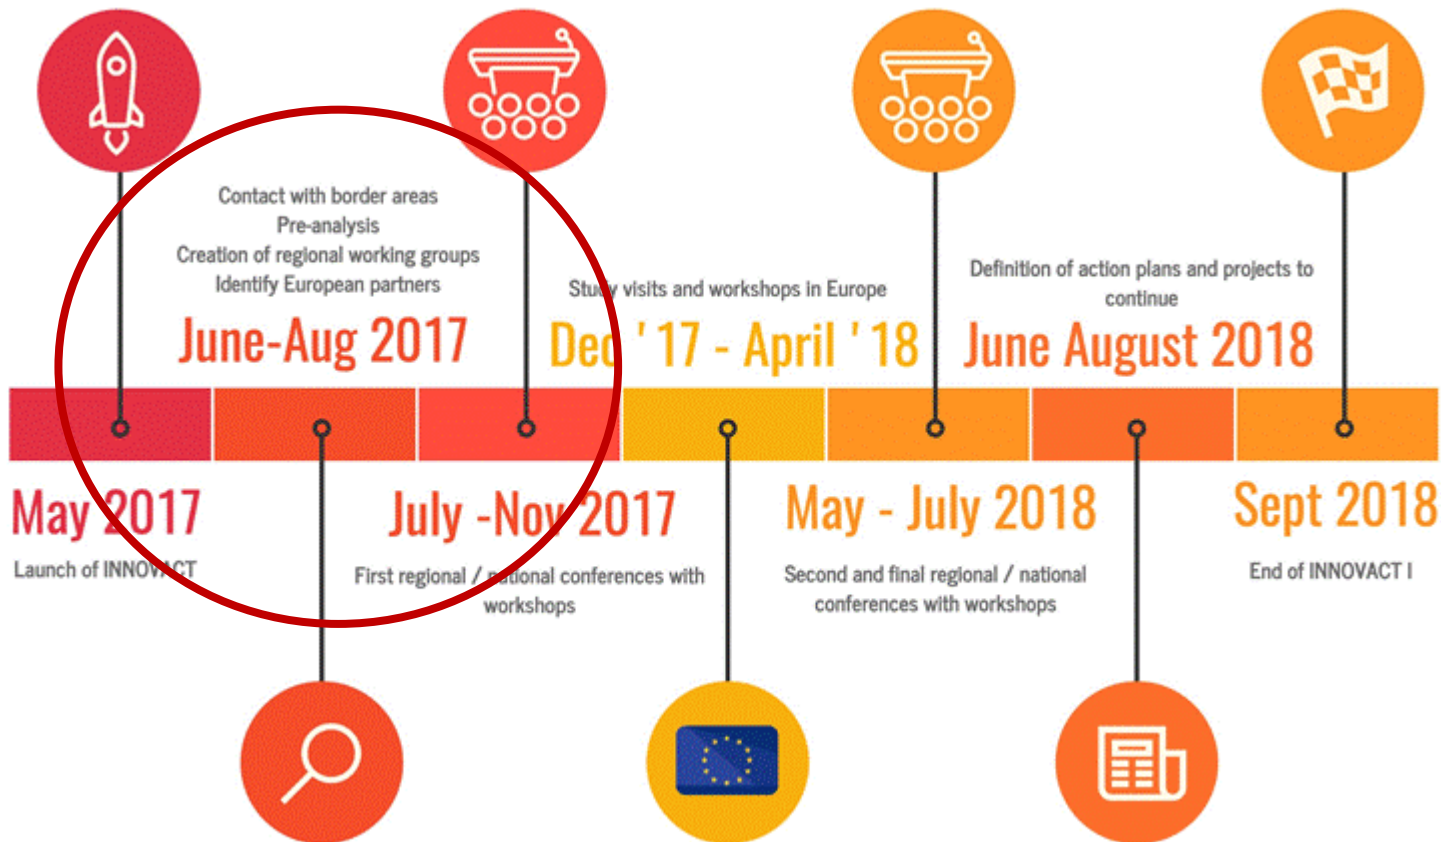 Contact with border areas
Pre-analysis
Creation of regional working groups
Identify European partners
June-Aug 2017
Study visits and workshops in Europe
Dec '17 - April '18
Definition of action plans and projects to
continue
June August 2018
May 2017
Launch of INNOVACT
July -Nov 2017
First regional / national conferences with
workshops
May - July 2018
Second and final regional / national
conferences with workshops
Sept 2018
End of INNOVACT I